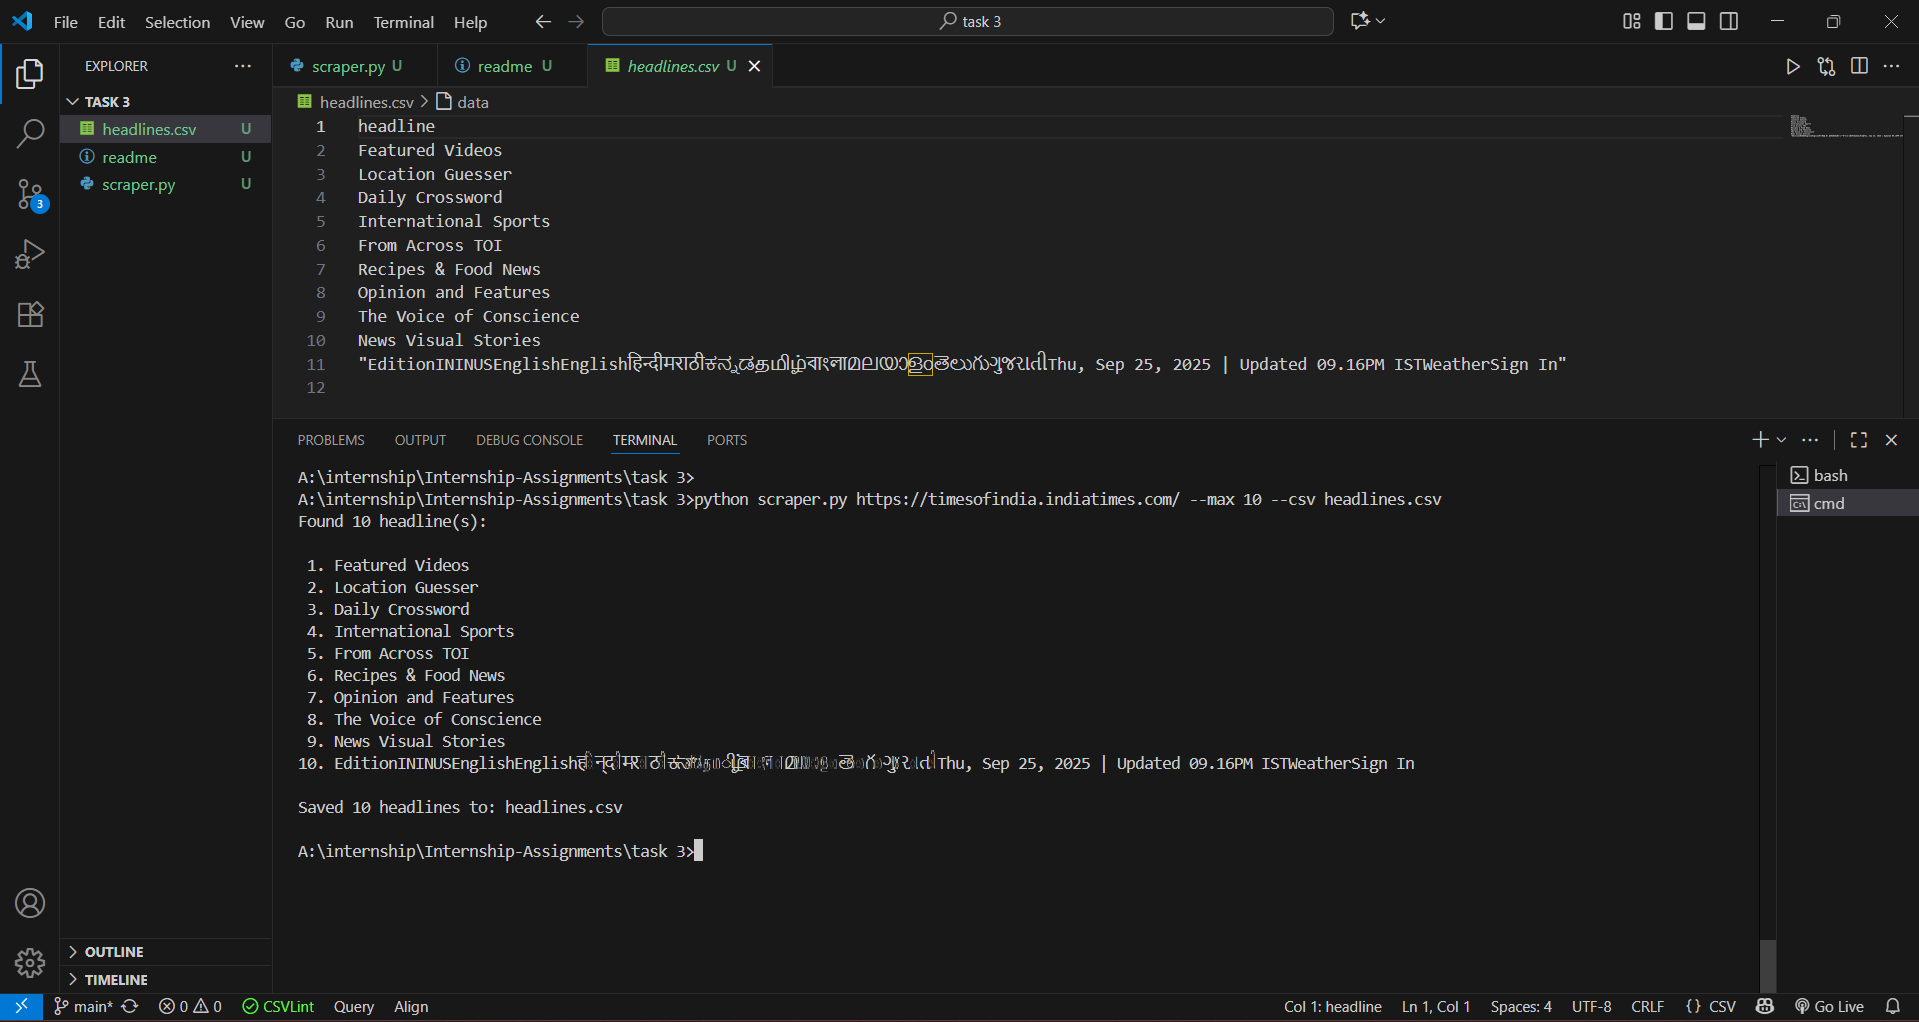 File Edit Selection View Go Run Terminal Help
task 3
EXPLORER
TASK 3
headlines.csv U
readme U
scraper.py U
3
OUTLINE
TIMELINE
scraper.py U
readme U
headlines.csv U
headlines.csv > data
1 headline
2 Featured Videos
3 Location Guesser
4 Daily Crossword
5 International Sports
6 From Across TOI
7 Recipes & Food News
8 Opinion and Features
9 The Voice of Conscience
10 News Visual Stories
11 "EditionININUSEnglishEnglishहिन्दीमराठीಕನ್ನಡதமிழ்বাংলাമലയാളംతెలుగుગુજરાતીThu, Sep 25, 2025 | Updated 09.16PM ISTWeatherSign In"
12
PROBLEMS OUTPUT DEBUG CONSOLE TERMINAL PORTS
A:\internship\Internship-Assignments\task 3>
A:\internship\Internship-Assignments\task 3>python scraper.py https://timesofindia.indiatimes.com/ --max 10 --csv headlines.csv
Found 10 headline(s):
1. Featured Videos
2. Location Guesser
3. Daily Crossword
4. International Sports
5. From Across TOI
6. Recipes & Food News
7. Opinion and Features
8. The Voice of Conscience
9. News Visual Stories
10. EditionININUSEnglishEnglish Thu, Sep 25, 2025 | Updated 09.16PM ISTWeatherSign In
Saved 10 headlines to: headlines.csv
A:\internship\Internship-Assignments\task 3>
bash
cmd
main* 0 0 CSVLint Query Align
Col 1: headline Ln 1, Col 1 Spaces: 4 UTF-8 CRLF {} CSV Go Live